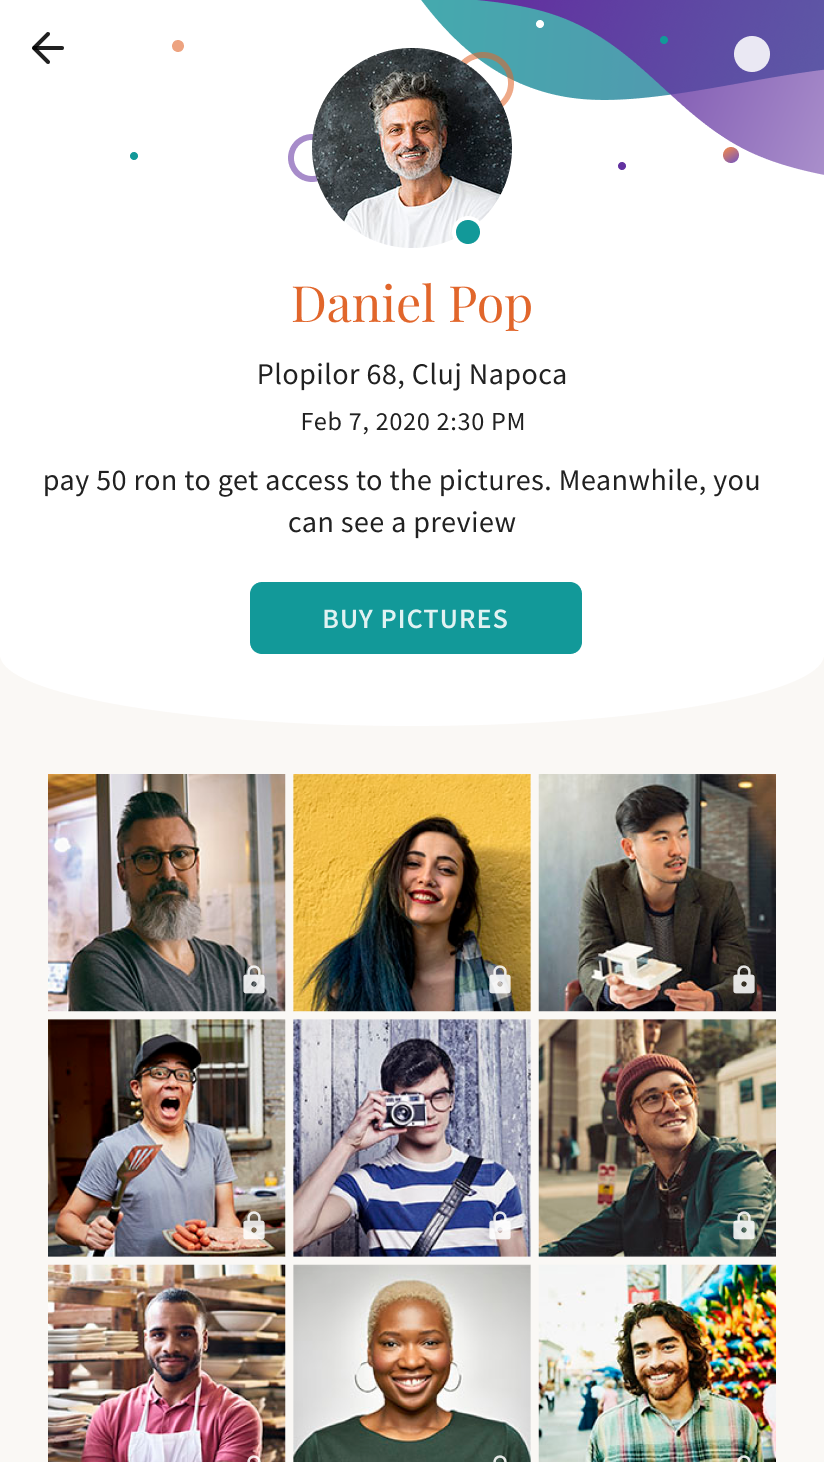 Daniel Pop
Plopilor 68, Cluj Napoca
Feb 7, 2020 2:30 PM
pay 50 ron to get access to the pictures. Meanwhile, you
can see a preview
BUY PICTURES